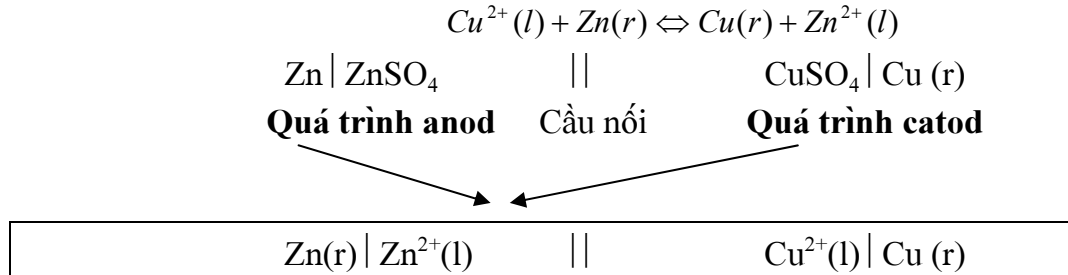 Cu²⁺(l) + Zn(r) ⇔ Cu(r) + Zn²⁺(l)
Zn│ZnSO₄ || CuSO₄│Cu (r)
Quá trình anod Cầu nối Quá trình catod
Zn(r)│Zn²⁺(l) || Cu²⁺(l)│Cu (r)